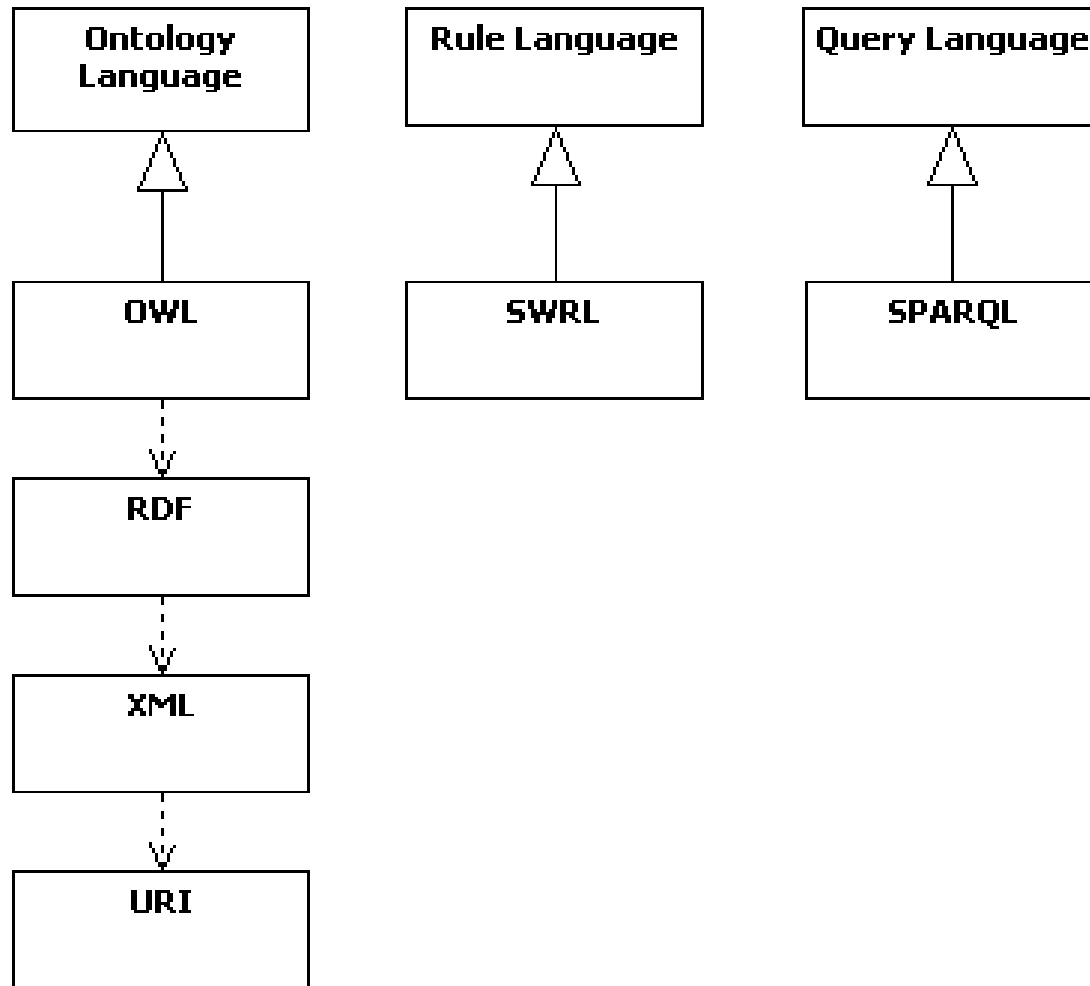 Ontology
Language
Rule Language
Query Language
OWL
SWRL
SPARQL
RDF
XML
URI